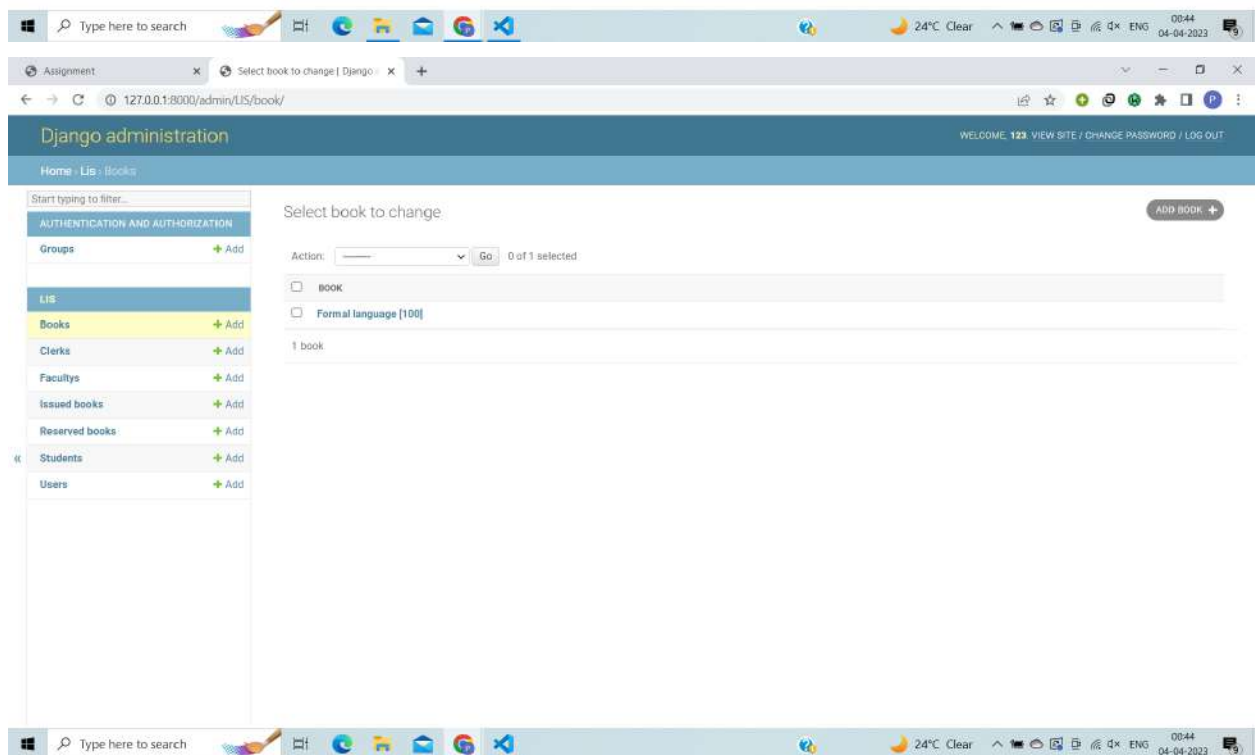 Type here to search
24°C Clear
ENG
00:44
04-04-2023
9
Assignment
Select book to change | Django
127.0.0.1:8000/admin/LIS/book/
P
Django administration
WELCOME, 123. VIEW SITE / CHANGE PASSWORD / LOG OUT
Home › Lis › Books
Start typing to filter...
AUTHENTICATION AND AUTHORIZATION
Groups + Add
LIS
Books + Add
Clerks + Add
Facultys + Add
Issued books + Add
Reserved books + Add
« Students + Add
Users + Add
Select book to change
ADD BOOK +
Action: --------- Go 0 of 1 selected
BOOK
Formal language [100]
1 book
Type here to search
24°C Clear
ENG
00:44
04-04-2023
9